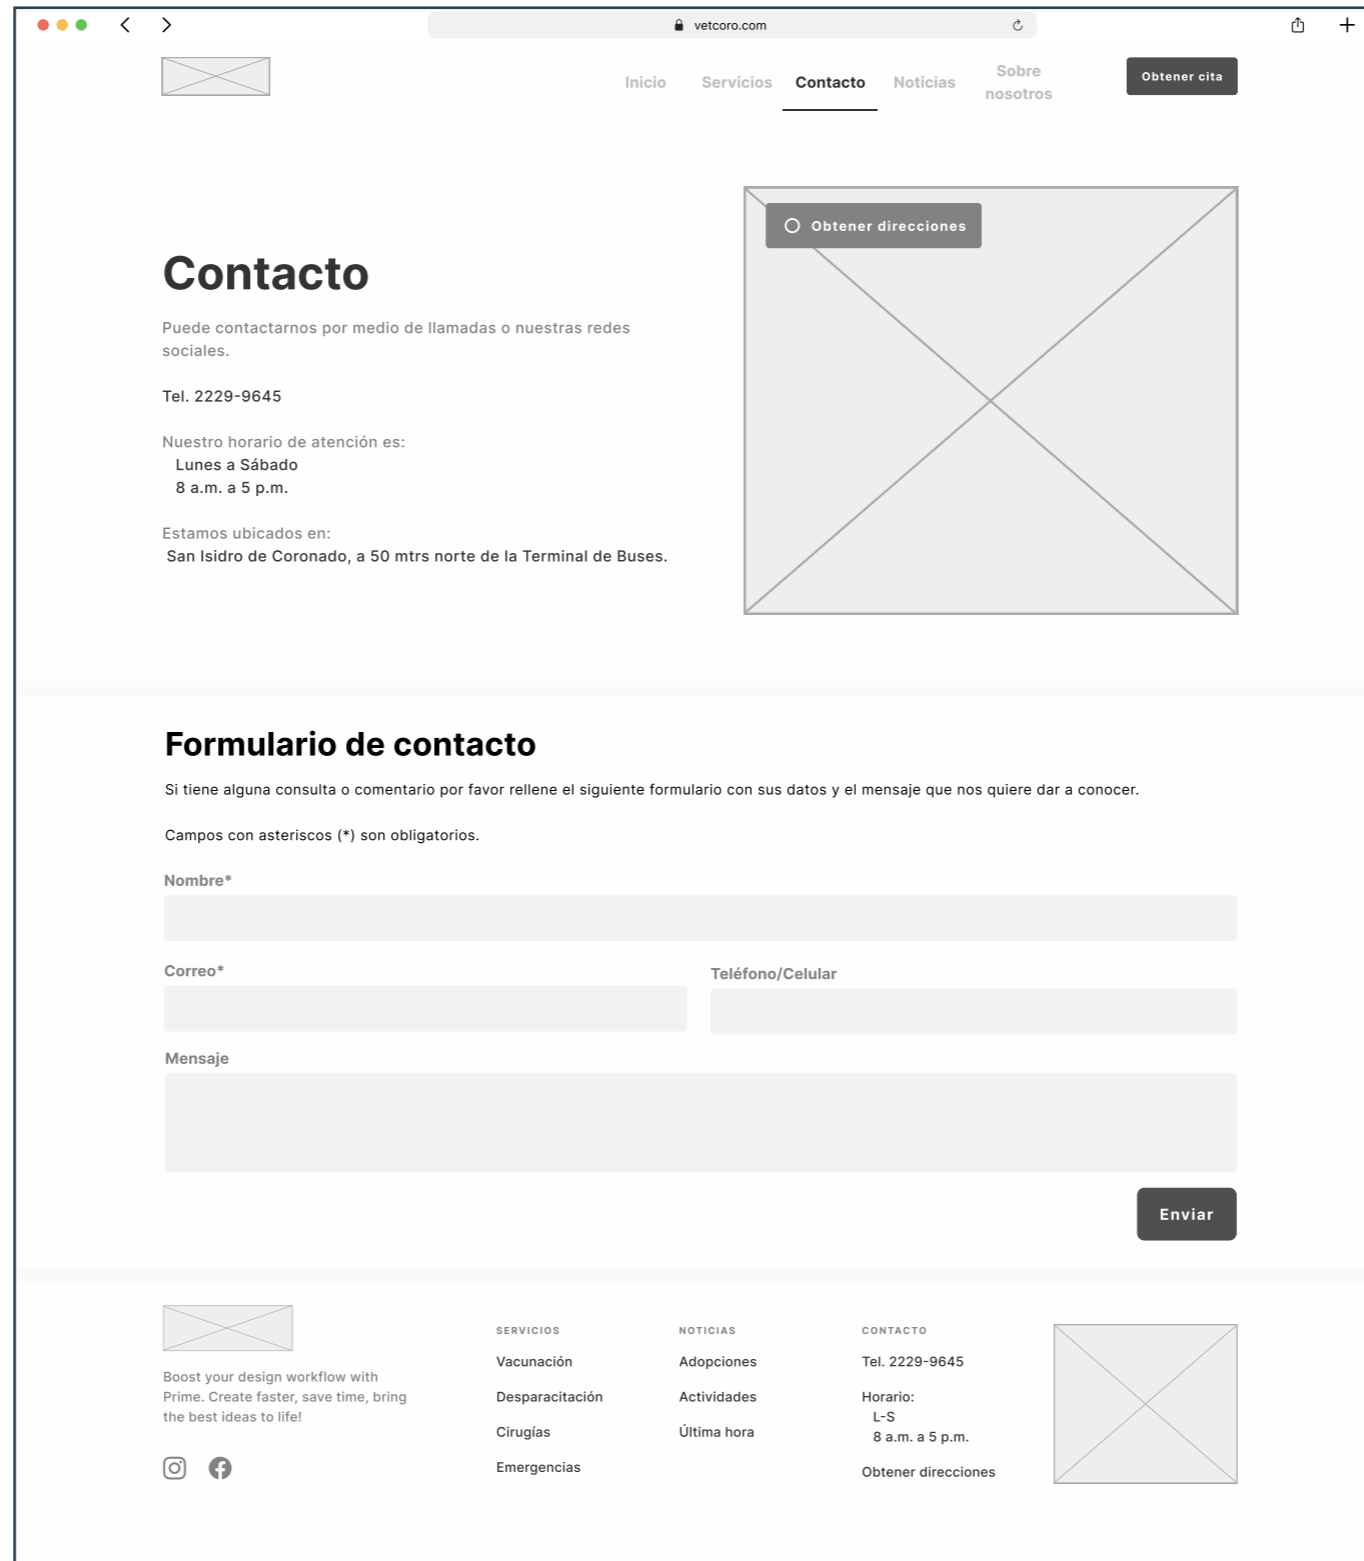 vetcoro.com
Inicio
Servicios
Contacto
Noticias
Sobre
nosotros
Obtener cita
Obtener direcciones
Contacto
Puede contactarnos por medio de llamadas o nuestras redes
sociales.
Tel. 2229-9645
Nuestro horario de atención es:
Lunes a Sábado
8 a.m. a 5 p.m.
Estamos ubicados en:
San Isidro de Coronado, a 50 mtrs norte de la Terminal de Buses.
Formulario de contacto
Si tiene alguna consulta o comentario por favor rellene el siguiente formulario con sus datos y el mensaje que nos quiere dar a conocer.
Campos con asteriscos (*) son obligatorios.
Nombre*
Correo*
Teléfono/Celular
Mensaje
Enviar
Boost your design workflow with
Prime. Create faster, save time, bring
the best ideas to life!
SERVICIOS
Vacunación
Desparacitación
Cirugías
Emergencias
NOTICIAS
Adopciones
Actividades
Última hora
CONTACTO
Tel. 2229-9645
Horario:
L-S
8 a.m. a 5 p.m.
Obtener direcciones